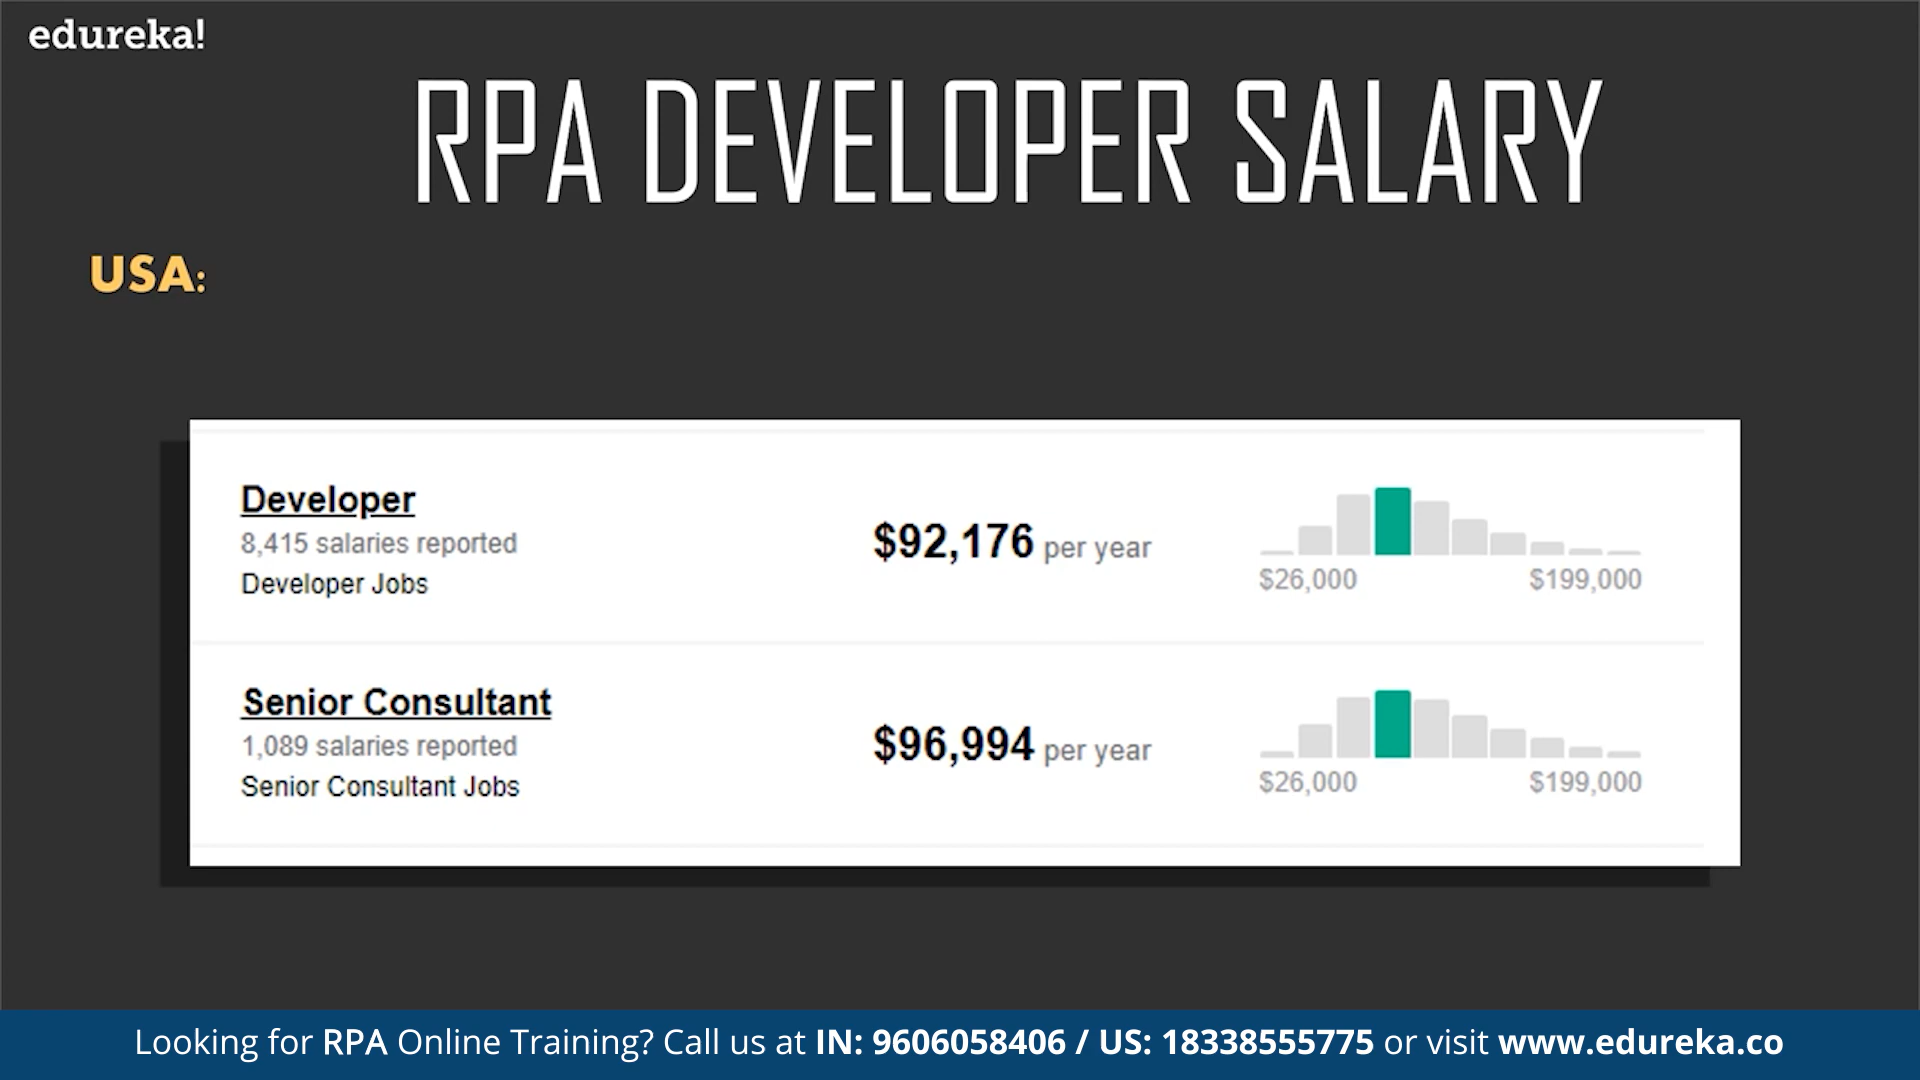 edureka!
RPA DEVELOPER SALARY
USA:
Developer
8,415 salaries reported
Developer Jobs
$92,176 per year
$26,000 $199,000
Senior Consultant
1,089 salaries reported
Senior Consultant Jobs
$96,994 per year
$26,000 $199,000
Looking for RPA Online Training? Call us at IN: 9606058406 / US: 18338555775 or visit www.edureka.co